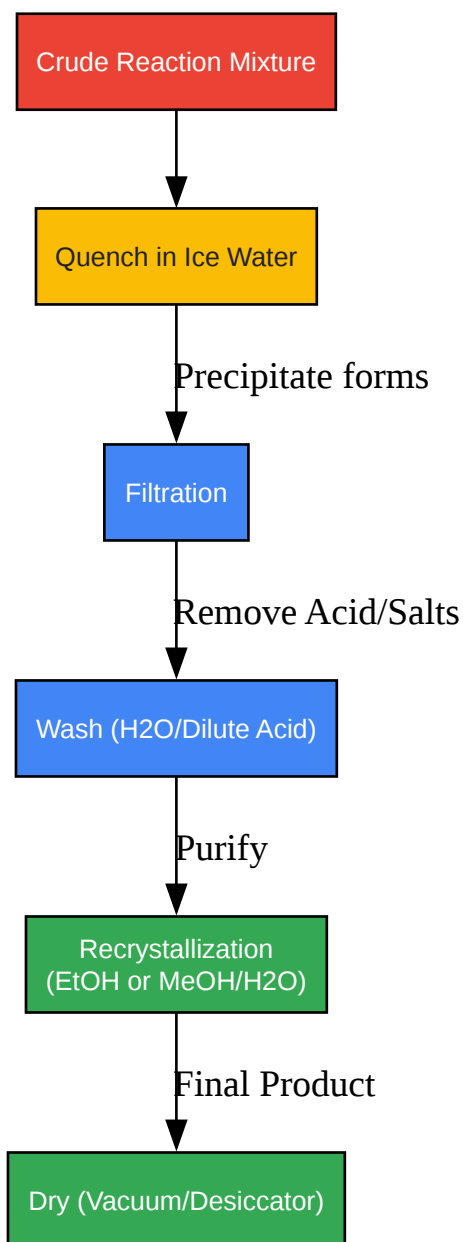 Crude Reaction Mixture
Quench in Ice Water
Precipitate forms
Filtration
Remove Acid/Salts
Wash (H2O/Dilute Acid)
Purify
Recrystallization
(EtOH or MeOH/H2O)
Final Product
Dry (Vacuum/Desiccator)